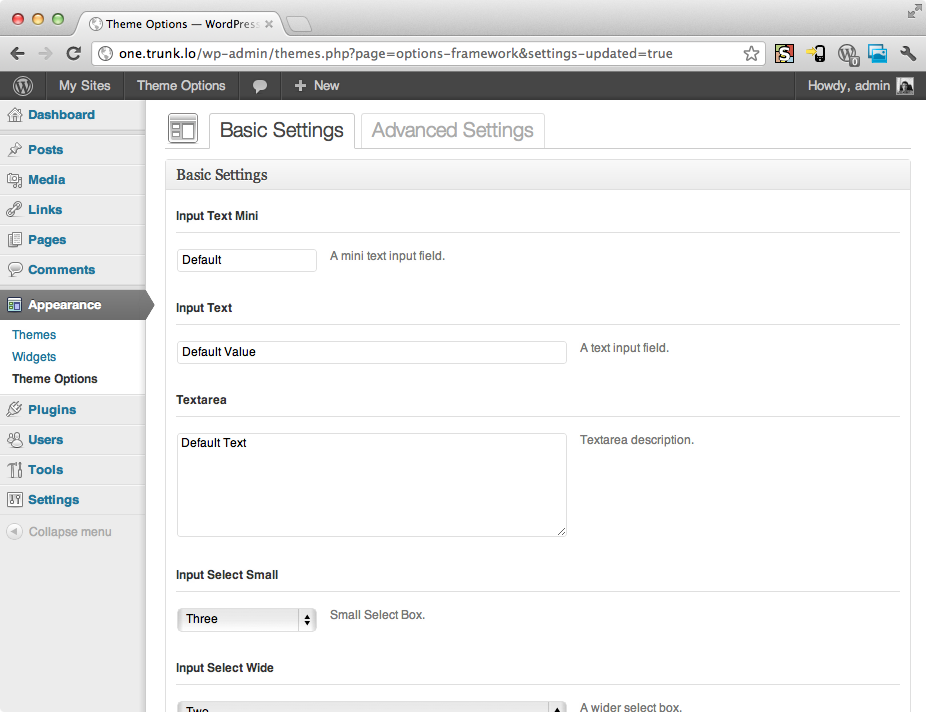 Theme Options — WordPress
one.trunk.lo/wp-admin/themes.php?page=options-framework&settings-updated=true
0
My Sites
Theme Options
+ New
Howdy, admin
Dashboard
Posts
Media
Links
Pages
Comments
Appearance
Themes
Widgets
Theme Options
Plugins
Users
Tools
Settings
Collapse menu
Basic Settings
Advanced Settings
Basic Settings
Input Text Mini
Default
A mini text input field.
Input Text
Default Value
A text input field.
Textarea
Default Text
Textarea description.
Input Select Small
Three
Small Select Box.
Input Select Wide
Two
A wider select box.